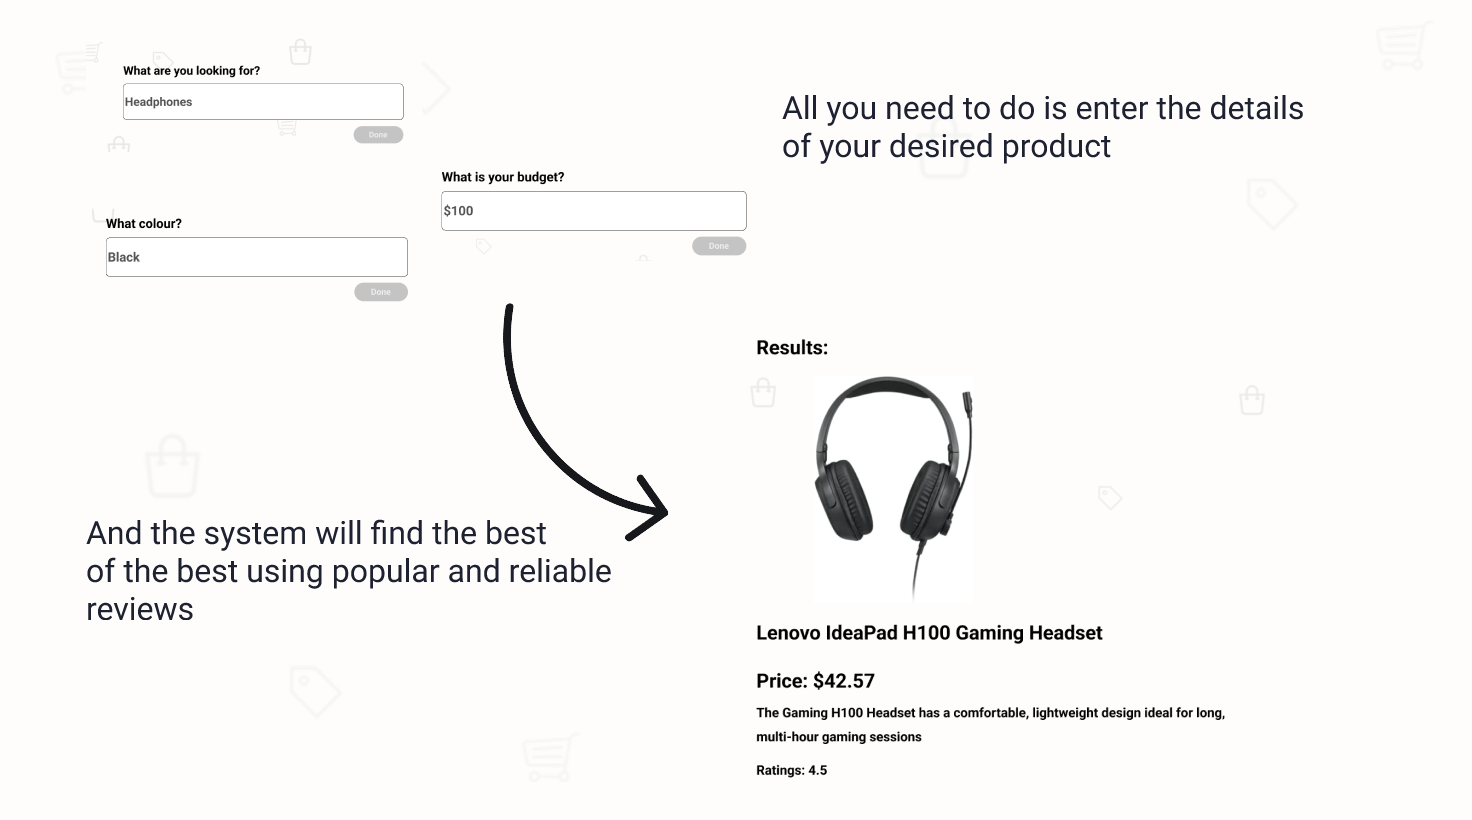 What are you looking for?
Headphones
Done
All you need to do is enter the details
of your desired product
What is your budget?
$100
Done
What colour?
Black
Done
Results:
And the system will find the best
of the best using popular and reliable
reviews
Lenovo IdeaPad H100 Gaming Headset
Price: $42.57
The Gaming H100 Headset has a comfortable, lightweight design ideal for long,
multi-hour gaming sessions
Ratings: 4.5